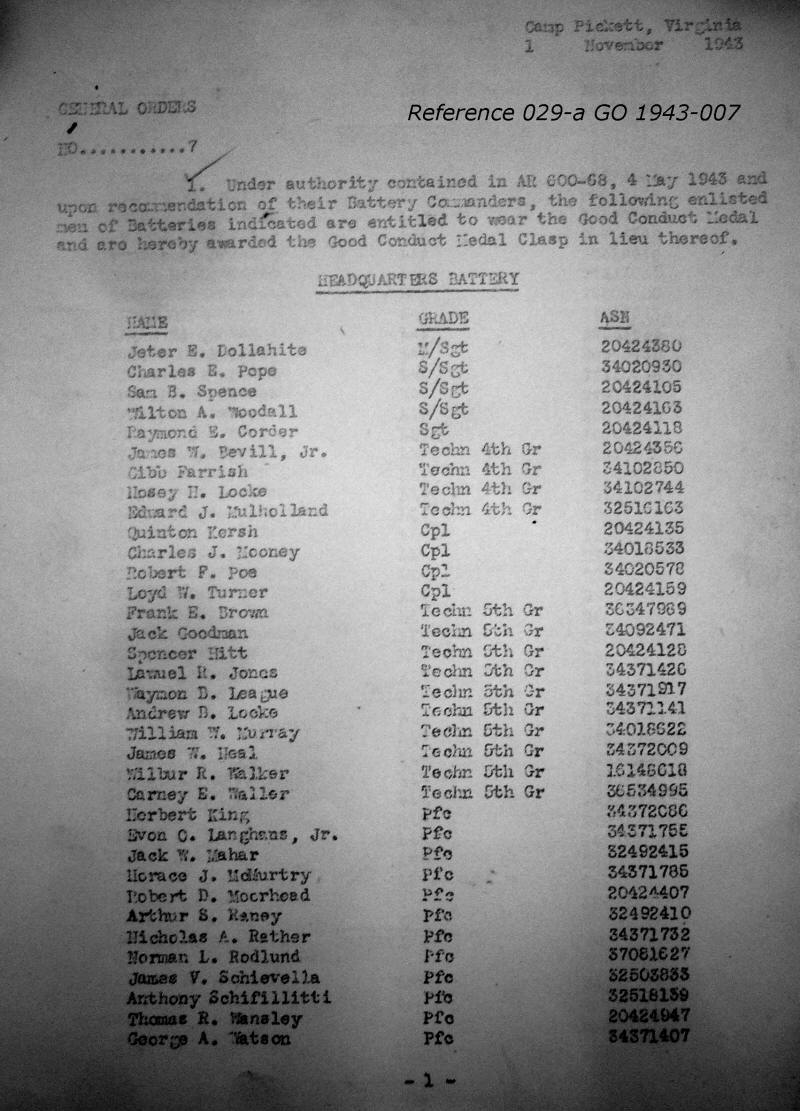 Camp Pickett, Virginia
1 November 1943
GENERAL ORDERS
Reference 029-a GO 1943-007
NO...........7
1. Under authority contained in AR 600-68, 4 May 1943 and
upon recommendation of their Battery Commanders, the following enlisted
men of Batteries indicated are entitled to wear the Good Conduct Medal
and are hereby awarded the Good Conduct Medal Clasp in lieu thereof.
HEADQUARTERS BATTERY
NAME GRADE ASN
Jeter E. Dollahite M/Sgt 20424380
Charles E. Pope S/Sgt 34020930
Sam B. Spence S/Sgt 20424105
Wilton A. Woodall S/Sgt 20424163
Raymond E. Corder Sgt 20424118
James W. Bevill, Jr. Techn 4th Gr 20424356
Gibb Farrish Techn 4th Gr 34102850
Hosey H. Locke Techn 4th Gr 34102744
Edward J. Mulholland Techn 4th Gr 32516163
Quinton Kersh Cpl 20424135
Charles J. Mooney Cpl 34018533
Robert F. Poe Cpl 34020578
Loyd W. Turner Cpl 20424159
Frank E. Brown Techn 5th Gr 36347989
Jack Goodman Techn 5th Gr 34092471
Spencer Hitt Techn 5th Gr 20424128
Lamuel R. Jones Techn 5th Gr 34371426
Waymon D. League Techn 5th Gr 34371917
Andrew D. Locke Techn 5th Gr 34371141
William W. Murray Techn 5th Gr 34018622
James W. Neal Techn 5th Gr 34372009
Wilbur R. Walker Techn 5th Gr 16148618
Carney E. Waller Techn 5th Gr 36534995
Herbert King Pfc 34372086
Evon O. Langhans, Jr. Pfc
Jack W. Mahar Pfc 32492415
Horace J. McMurtry Pfc 34371785
Robert D. Moorhead Pfc 20424407
Arthur S. Raney Pfc 32492410
Nicholas A. Rather Pfc 34371732
Norman L. Rodlund Pfc 37081627
James V. Schievella Pfc 32503833
Anthony Schifillitti Pfc 32518139
Thomas R. Wansley Pfc 20424947
George A. Watson Pfc 34371407
- 1 -